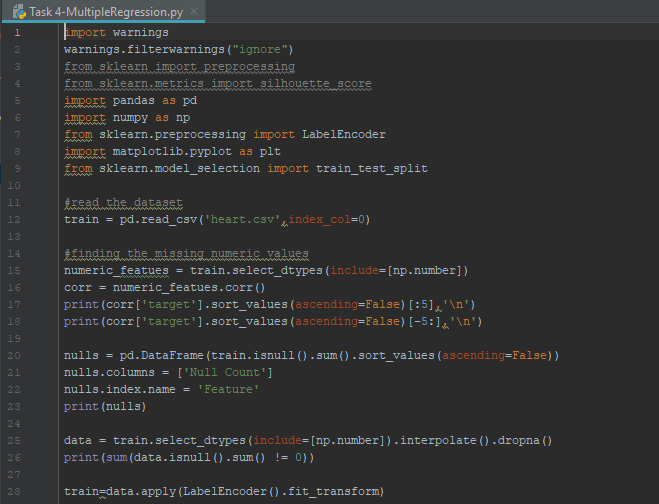 Task 4-MultipleRegression.py
1 import warnings
2 warnings.filterwarnings("ignore")
3 from sklearn import preprocessing
4 from sklearn.metrics import silhouette_score
5 import pandas as pd
6 import numpy as np
7 from sklearn.preprocessing import LabelEncoder
8 import matplotlib.pyplot as plt
9 from sklearn.model_selection import train_test_split
10
11 #read the dataset
12 train = pd.read_csv('heart.csv',index_col=0)
13
14 #finding the missing numeric values
15 numeric_featues = train.select_dtypes(include=[np.number])
16 corr = numeric_featues.corr()
17 print(corr['target'].sort_values(ascending=False)[:5],'\n')
18 print(corr['target'].sort_values(ascending=False)[-5:],'\n')
19
20 nulls = pd.DataFrame(train.isnull().sum().sort_values(ascending=False))
21 nulls.columns = ['Null Count']
22 nulls.index.name = 'Feature'
23 print(nulls)
24
25 data = train.select_dtypes(include=[np.number]).interpolate().dropna()
26 print(sum(data.isnull().sum() != 0))
27
28 train=data.apply(LabelEncoder().fit_transform)